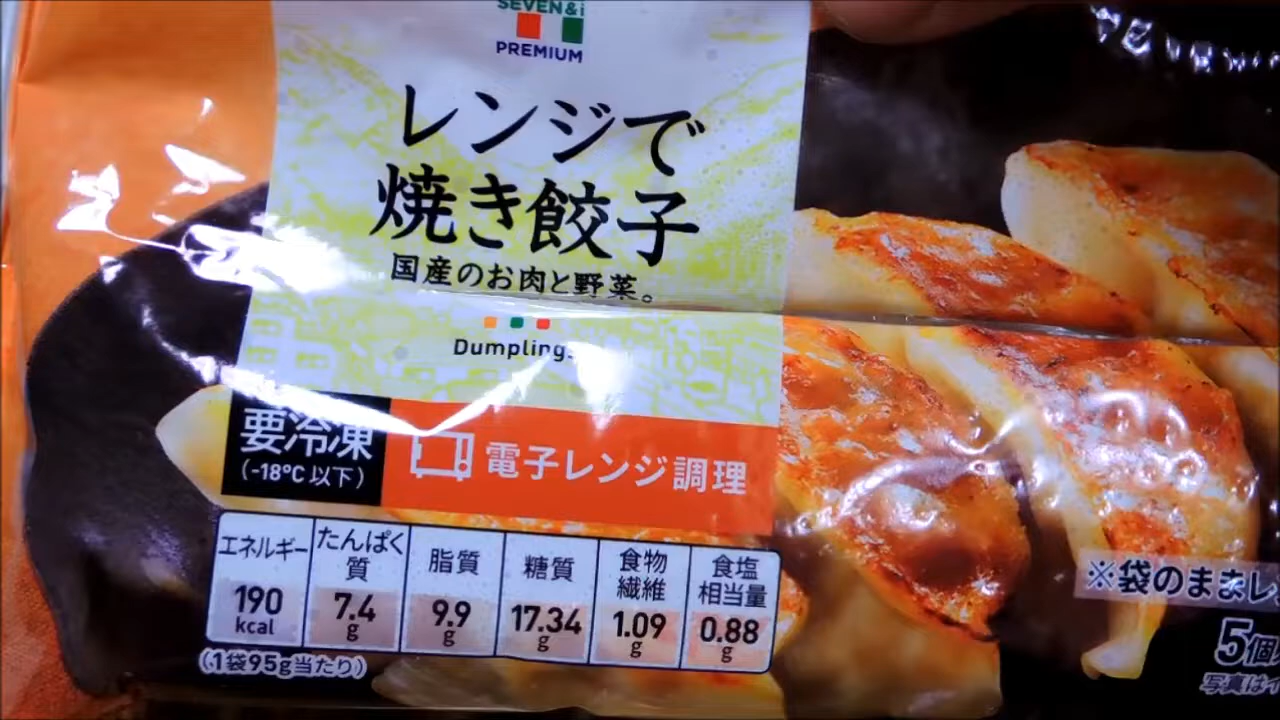 SEVEN&i
PREMIUM
レンジで
焼き餃子
国産のお肉と野菜。
Dumplings
要冷凍
(-18℃以下)
電子レンジ調理
エネルギー 190kcal
たんぱく質 7.4g
脂質 9.9g
糖質 17.34g
食物繊維 1.09g
食塩相当量 0.88g
(1袋95g当たり)
※袋のままレ
5個
写真はイ